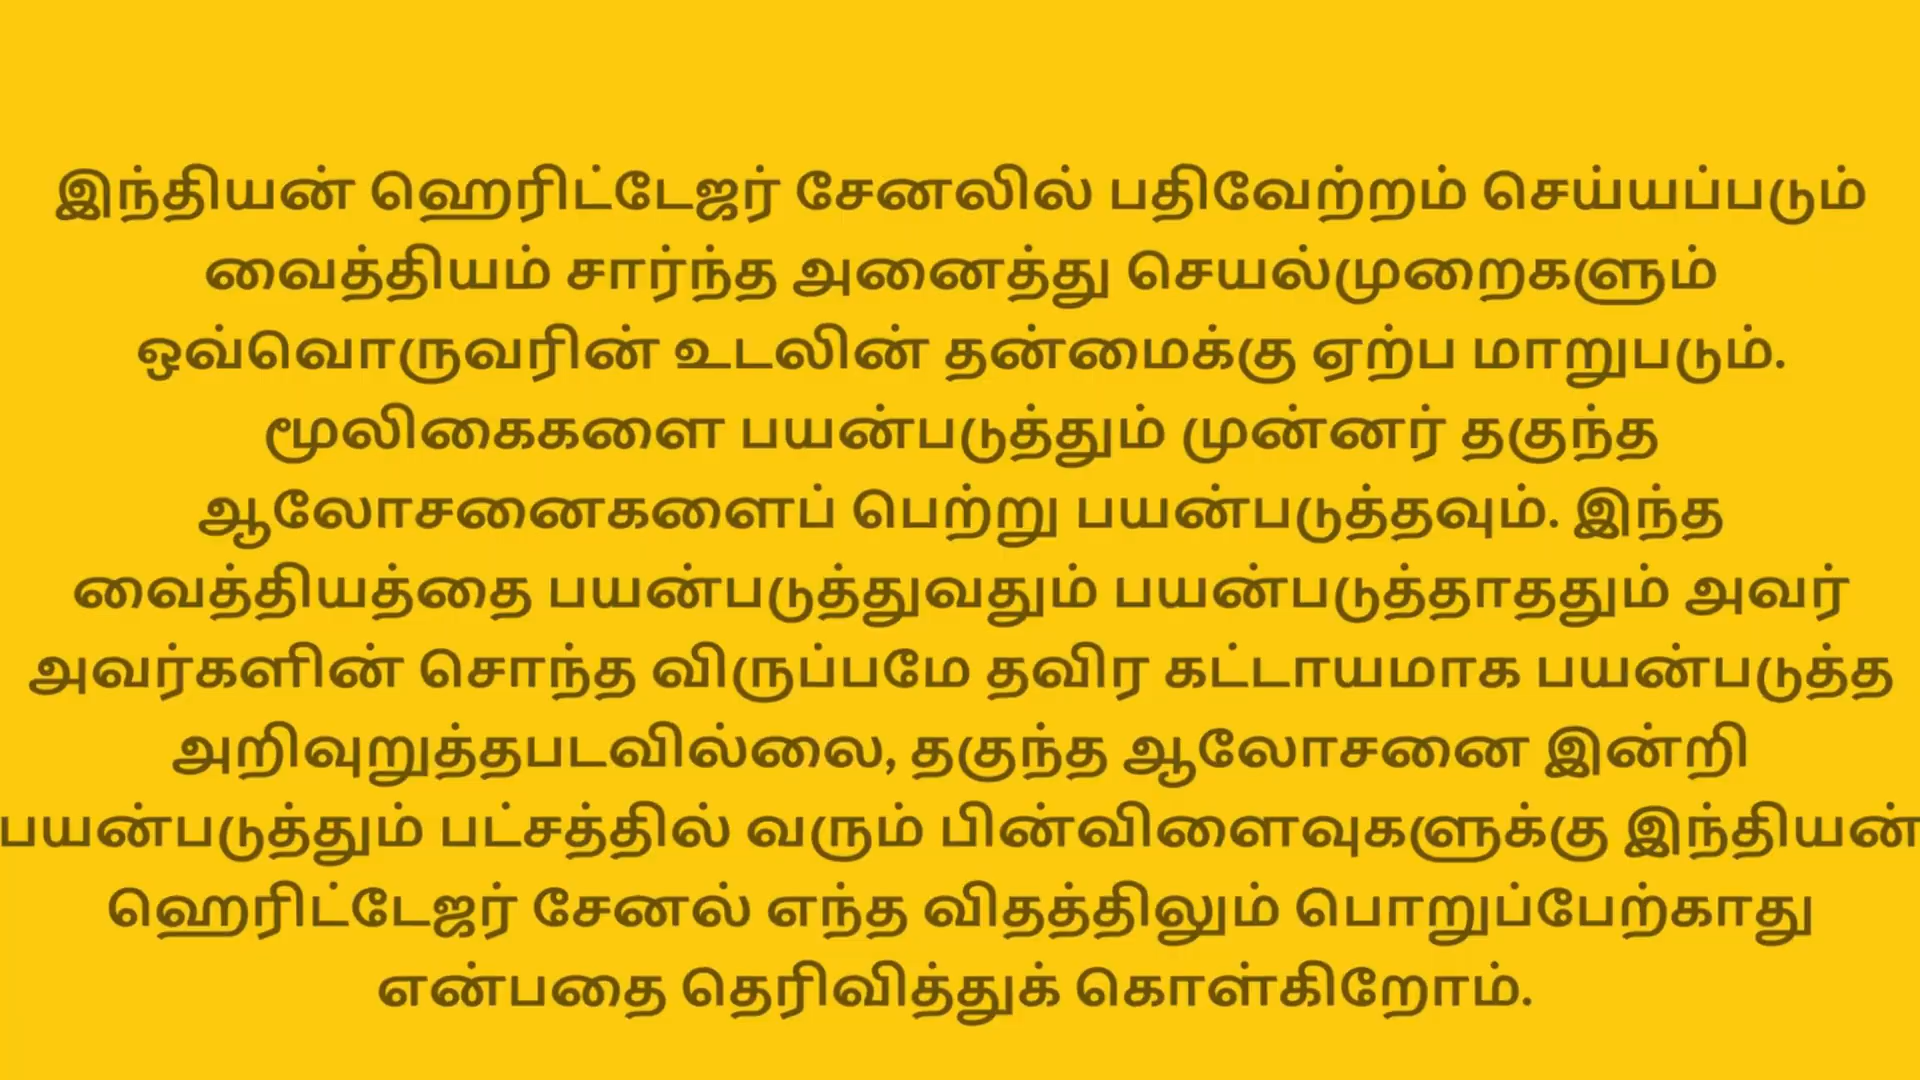 இந்தியன் ஹெரிட்டேஜர் சேனலில் பதிவேற்றம் செய்யப்படும்
வைத்தியம் சார்ந்த அனைத்து செயல்முறைகளும்
ஒவ்வொருவரின் உடலின் தன்மைக்கு ஏற்ப மாறுபடும்.
மூலிகைகளை பயன்படுத்தும் முன்னர் தகுந்த
ஆலோசனைகளைப் பெற்று பயன்படுத்தவும். இந்த
வைத்தியத்தை பயன்படுத்துவதும் பயன்படுத்தாததும் அவர்
அவர்களின் சொந்த விருப்பமே தவிர கட்டாயமாக பயன்படுத்த
அறிவுறுத்தபடவில்லை, தகுந்த ஆலோசனை இன்றி
பயன்படுத்தும் பட்சத்தில் வரும் பின்விளைவுகளுக்கு இந்தியன்
ஹெரிட்டேஜர் சேனல் எந்த விதத்திலும் பொறுப்பேற்காது
என்பதை தெரிவித்துக் கொள்கிறோம்.